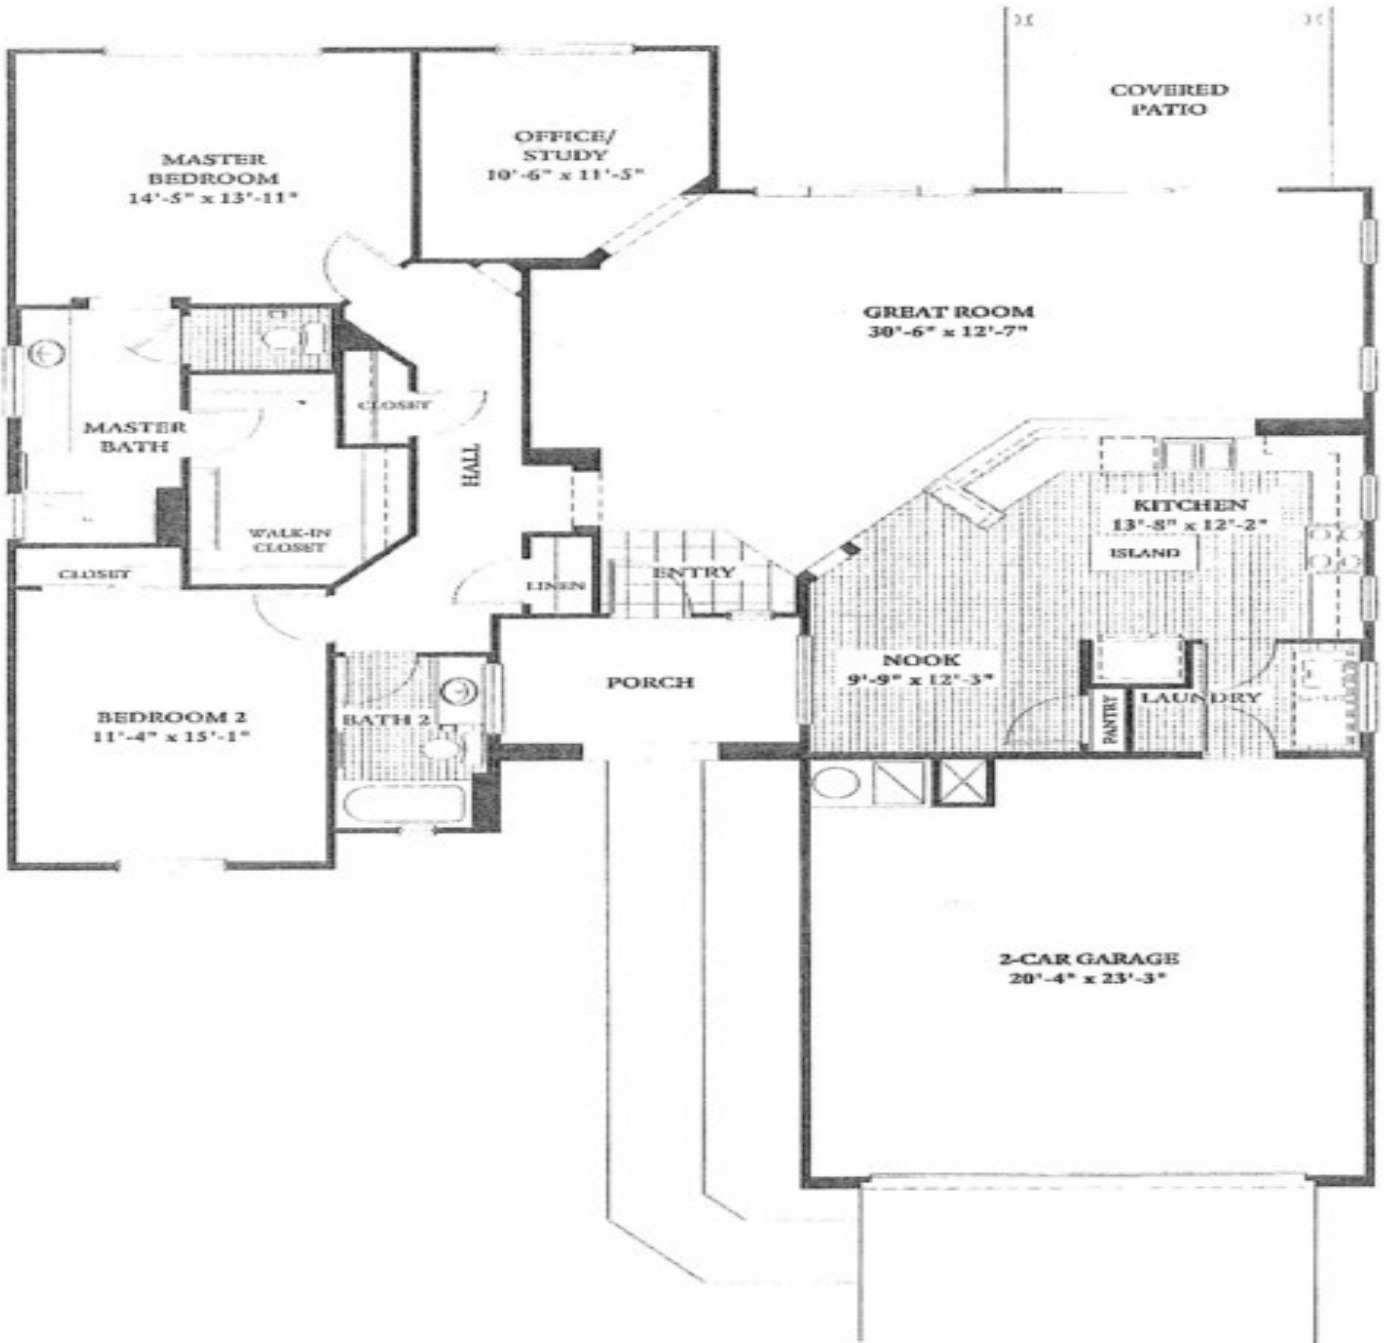 COVERED
PATIO
OFFICE/
STUDY
10'-6" x 11'-5"
MASTER
BEDROOM
14'-5" x 13'-11"
GREAT ROOM
30'-6" x 12'-7"
CLOSET
MASTER
BATH
HALL
WALK-IN
CLOSET
KITCHEN
13'-8" x 12'-2"
ISLAND
CLOSET
LINEN
ENTRY
NOOK
9'-9" x 12'-3"
PORCH
LAUNDRY
PANTRY
BEDROOM 2
11'-4" x 15'-1"
BATH 2
2-CAR GARAGE
20'-4" x 23'-3"